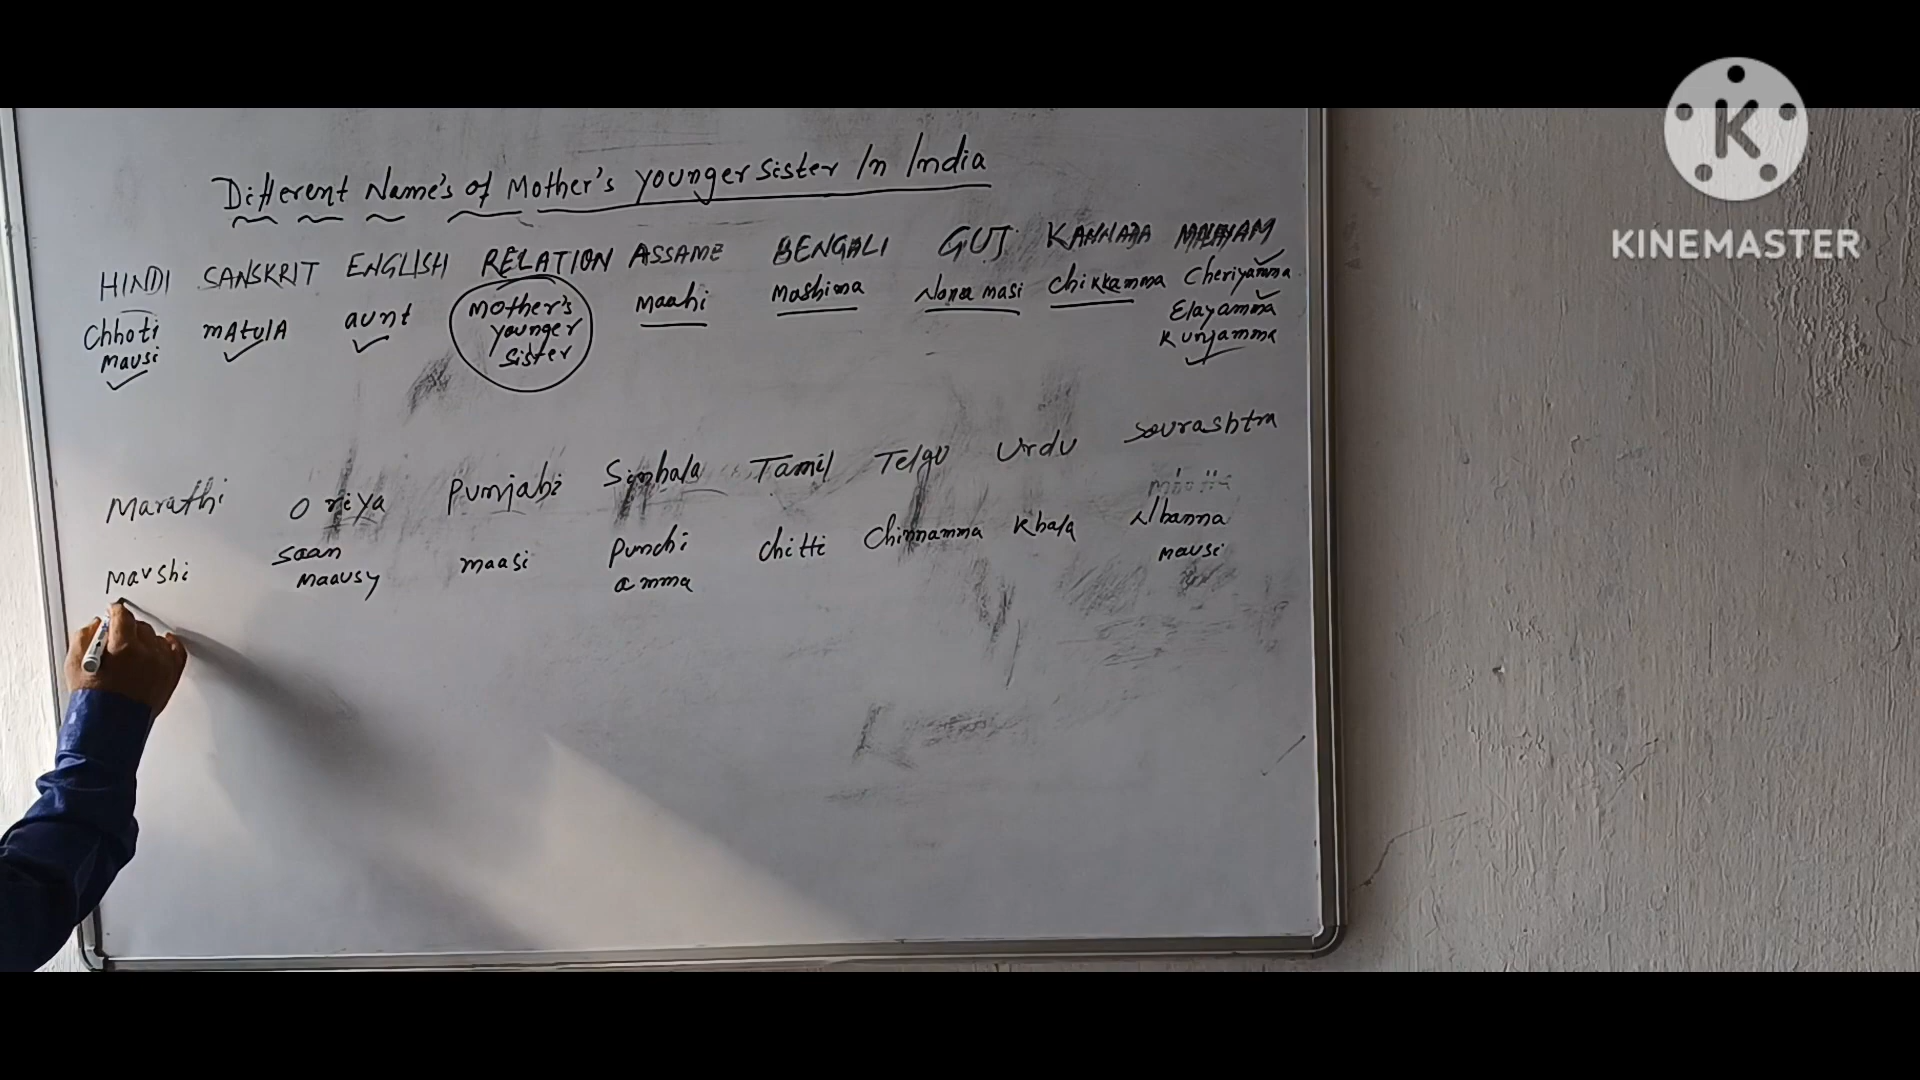 Different Name's of Mother's younger sister In India
HINDI SANSKRIT ENGLISH RELATION ASSAME BENGALI GUJ KANNADA
Chhoti mAtulA aunt Mother's Maahi Mashima masi Chikkamma Cheriyamma
mausi younger Elayamma
sister Kunjamma
Marathi Oriya Punjabi Sinhala Tamil Telgu Urdu Sourashtra
Mavshi Saan maasi Punchi Chitti Chinnamma Khala Nhanna
Maausy amma mausi
K
KINEMASTER